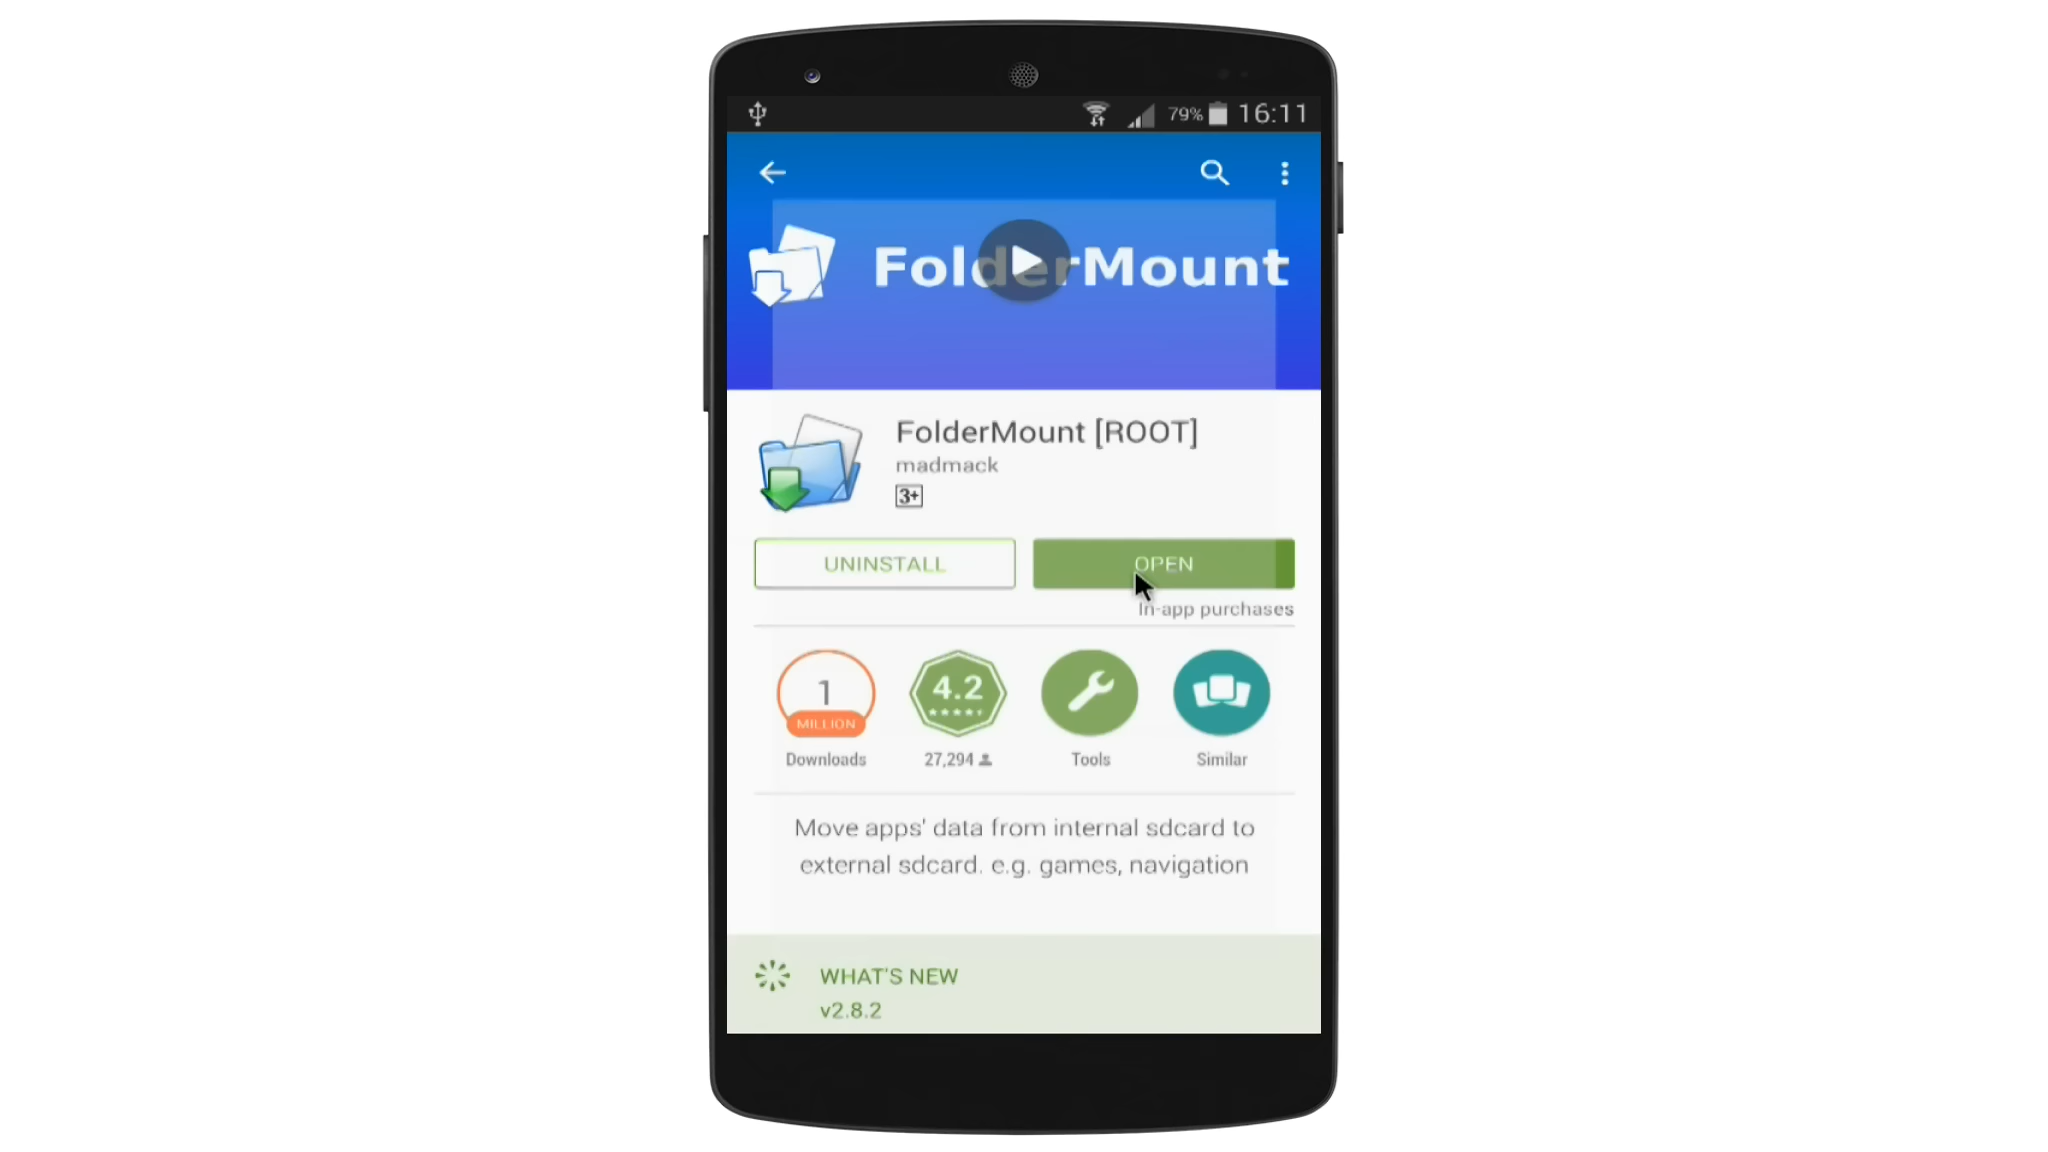 79% 16:11
FolderMount
FolderMount [ROOT]
madmack
3+
UNINSTALL
OPEN
In-app purchases
1
MILLION
4.2
Downloads
27,294
Tools
Similar
Move apps' data from internal sdcard to
external sdcard. e.g. games, navigation
WHAT'S NEW
v2.8.2